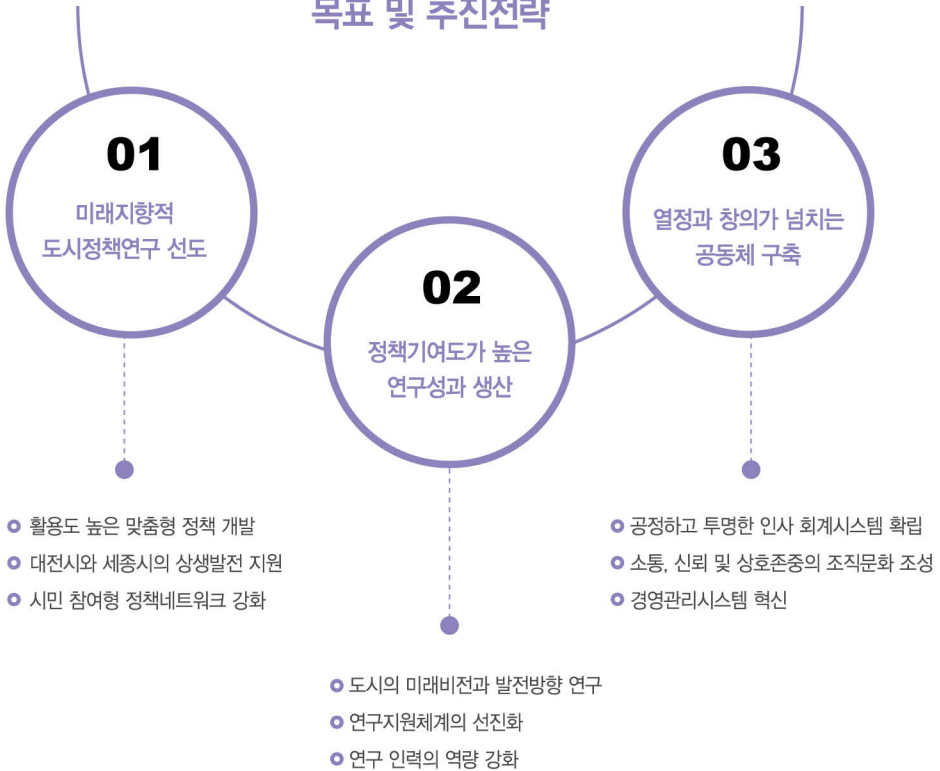 목표 및 추진전략
01
미래지향적
도시정책연구 선도
활용도 높은 맞춤형 정책 개발
대전시와 세종시의 상생발전 지원
시민 참여형 정책네트워크 강화
02
정책기여도가 높은
연구성과 생산
도시의 미래비전과 발전방향 연구
연구지원체계의 선진화
연구 인력의 역량 강화
03
열정과 창의가 넘치는
공동체 구축
공정하고 투명한 인사 회계시스템 확립
소통, 신뢰 및 상호존중의 조직문화 조성
경영관리시스템 혁신